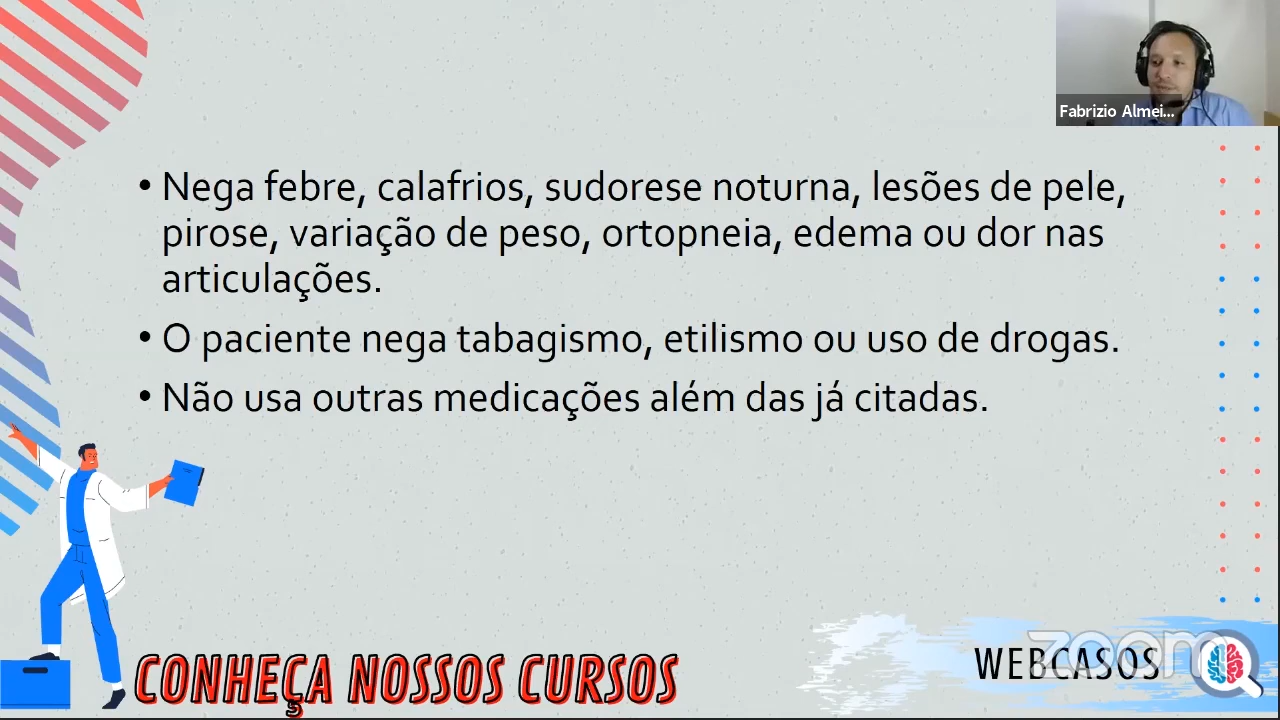 Fabrizio Almei...
• Nega febre, calafrios, sudorese noturna, lesões de pele,
pirose, variação de peso, ortopneia, edema ou dor nas
articulações.
• O paciente nega tabagismo, etilismo ou uso de drogas.
• Não usa outras medicações além das já citadas.
CONHEÇA NOSSOS CURSOS
WEBCASOS
zoom